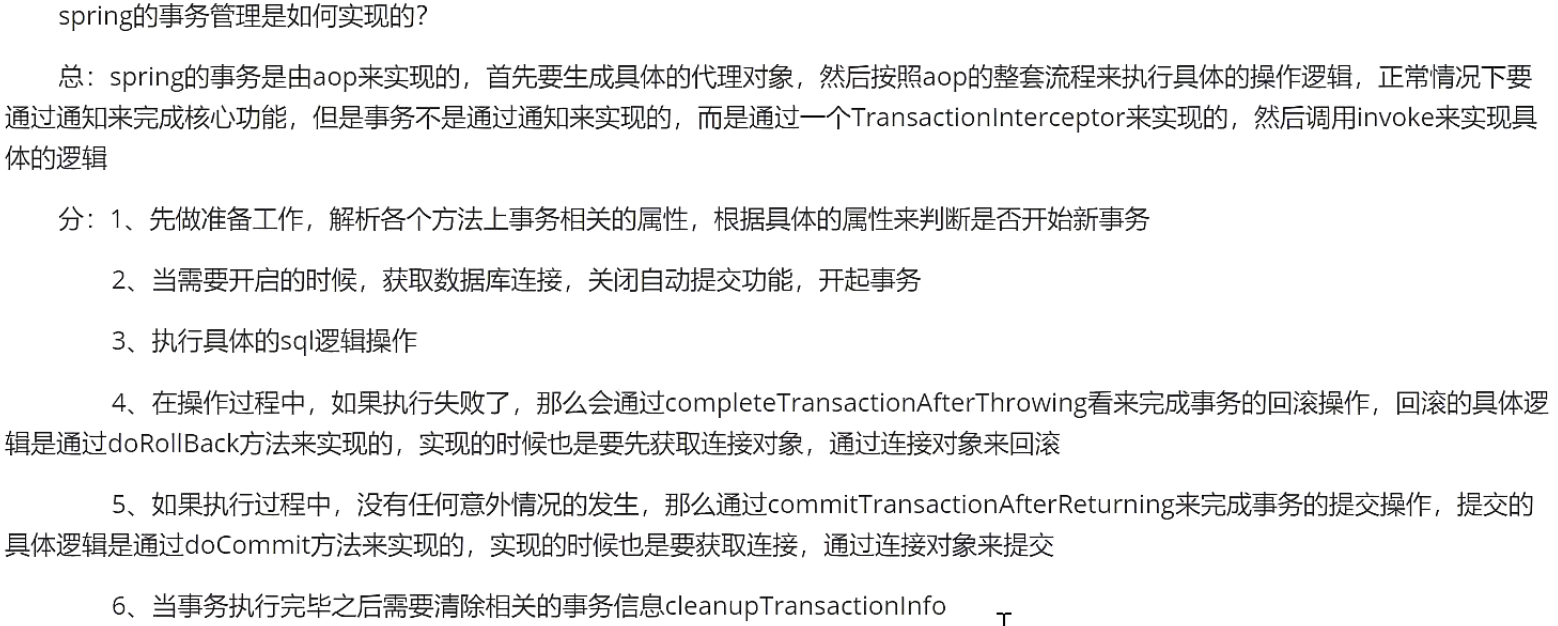 spring的事务管理是如何实现的?
总：spring的事务是由aop来实现的，首先要生成具体的代理对象，然后按照aop的整套流程来执行具体的操作逻辑，正常情况下要
通过通知来完成核心功能，但是事务不是通过通知来实现的，而是通过一个TransactionInterceptor来实现的，然后调用invoke来实现具
体的逻辑
分：1、先做准备工作，解析各个方法上事务相关的属性，根据具体的属性来判断是否开始新事务
2、当需要开启的时候，获取数据库连接，关闭自动提交功能，开起事务
3、执行具体的sql逻辑操作
4、在操作过程中，如果执行失败了，那么会通过completeTransactionAfterThrowing看来完成事务的回滚操作，回滚的具体逻
辑是通过doRollBack方法来实现的，实现的时候也是要先获取连接对象，通过连接对象来回滚
5、如果执行过程中，没有任何意外情况的发生，那么通过commitTransactionAfterReturning来完成事务的提交操作，提交的
具体逻辑是通过doCommit方法来实现的，实现的时候也是要获取连接，通过连接对象来提交
6、当事务执行完毕之后需要清除相关的事务信息cleanupTransactionInfo